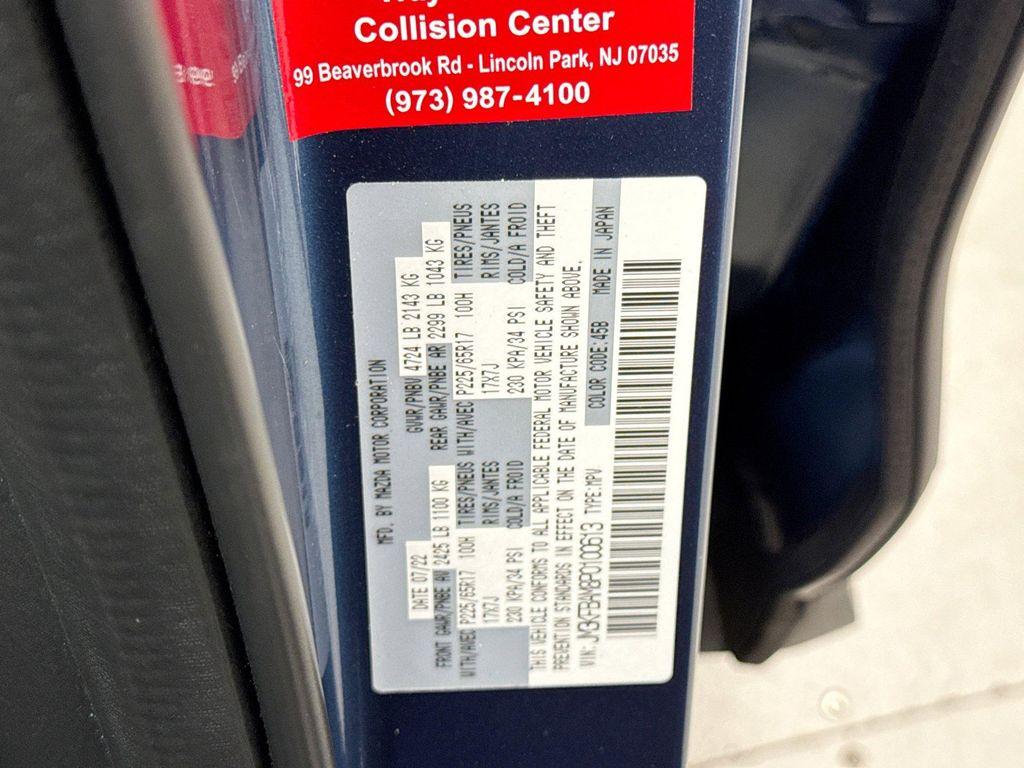 Collision Center
99 Beaverbrook Rd - Lincoln Park, NJ 07035
(973) 987-4100
MFD. BY MAZDA MOTOR CORPORATION
DATE 07/22 GVWR/PNBV 4724 LB 2143 KG
FRONT GAWR/PNBE AV 2425 LB 1100 KG REAR GAWR/PNBE AR 2299 LB 1043 KG
TIRES/PNEUS TIRES/PNEUS
WITH/AVEC P225/65R17 100H WITH/AVEC P225/65R17 100H
17X7J RIMS/JANTES 17X7J RIMS/JANTES
230 KPA/34 PSI COLD/A FROID 230 KPA/34 PSI COLD/A FROID
THIS VEHICLE CONFORMS TO ALL APPLICABLE FEDERAL MOTOR VEHICLE SAFETY AND THEFT
PREVENTION STANDARDS IN EFFECT ON THE DATE OF MANUFACTURE SHOWN ABOVE.
VIN: JM3KFBAM8P0100613 TYPE:MPV COLOR CODE:45B MADE IN JAPAN